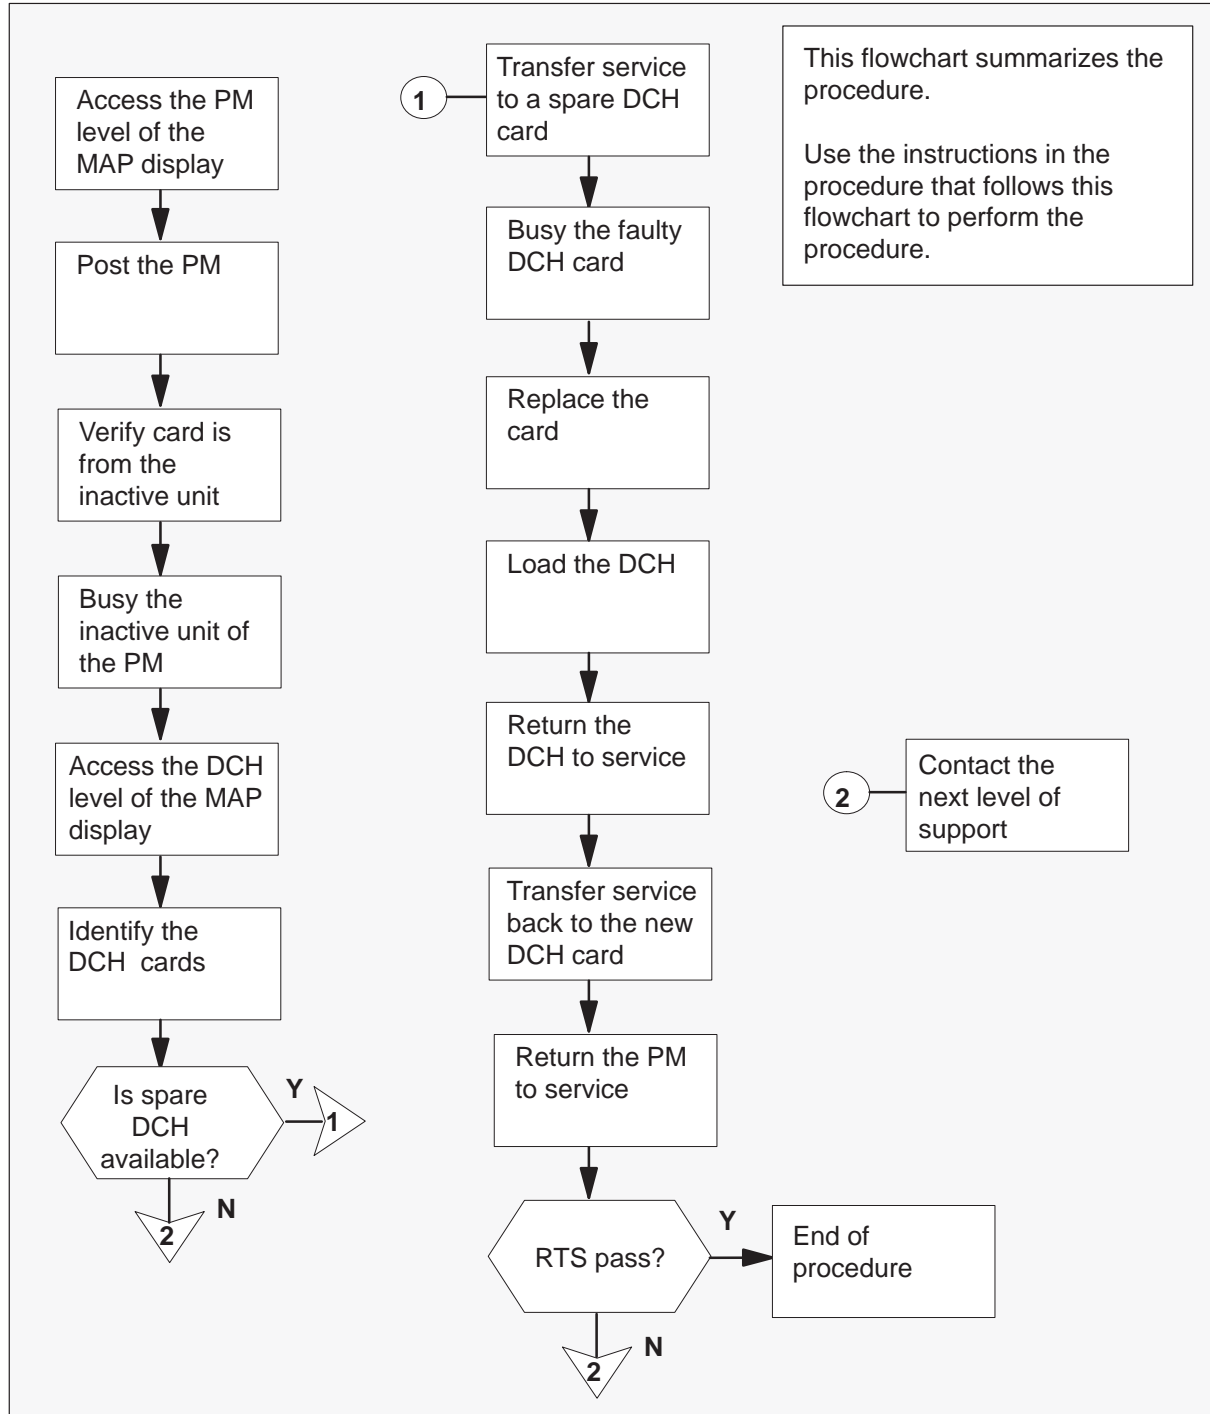 Access the PM
level of the
MAP display
Post the PM
Verify card is
from the
inactive unit
Busy the
inactive unit of
the PM
Access the DCH
level of the MAP
display
Identify the
DCH cards
Is spare
DCH
available?
Y
1
N
2
1
Transfer service
to a spare DCH
card
Busy the faulty
DCH card
Replace the
card
Load the DCH
Return the
DCH to service
Transfer service
back to the new
DCH card
Return the PM
to service
RTS pass?
Y
End of
procedure
N
2
This flowchart summarizes the
procedure.
Use the instructions in the
procedure that follows this
flowchart to perform the
procedure.
2
Contact the
next level of
support